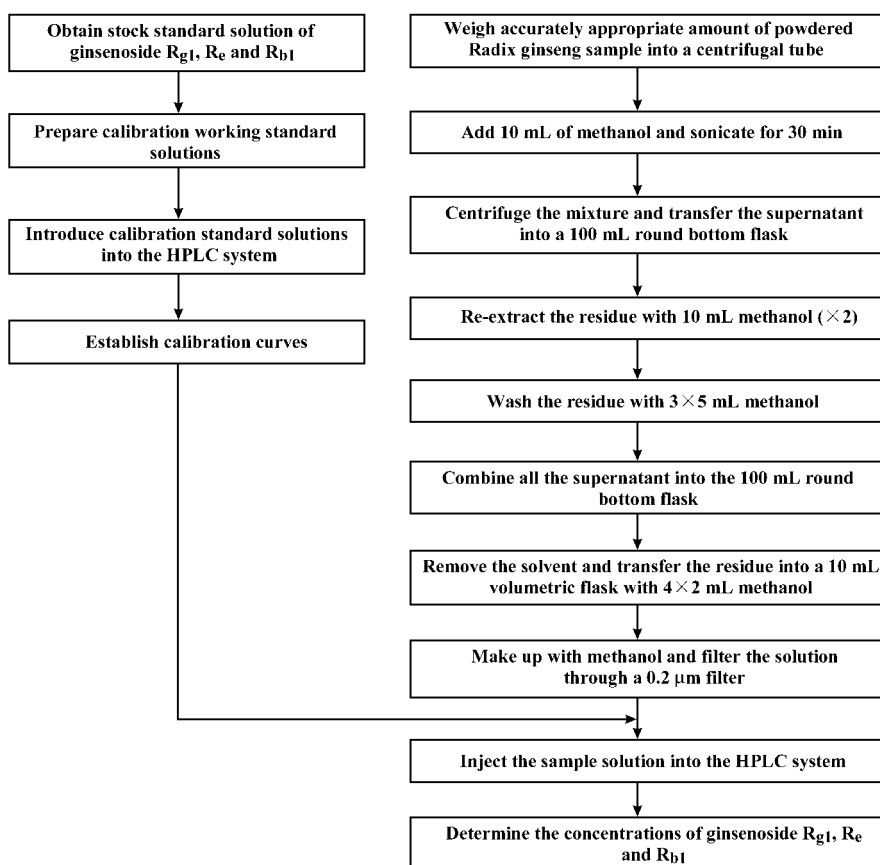 Obtain stock standard solution of
ginsenoside Rg1, Re and Rb1
Prepare calibration working standard
solutions
Introduce calibration standard solutions
into the HPLC system
Establish calibration curves
Weigh accurately appropriate amount of powdered
Radix ginseng sample into a centrifugal tube
Add 10 mL of methanol and sonicate for 30 min
Centrifuge the mixture and transfer the supernatant
into a 100 mL round bottom flask
Re-extract the residue with 10 mL methanol (×2)
Wash the residue with 3×5 mL methanol
Combine all the supernatant into the 100 mL round
bottom flask
Remove the solvent and transfer the residue into a 10 mL
volumetric flask with 4×2 mL methanol
Make up with methanol and filter the solution
through a 0.2 μm filter
Inject the sample solution into the HPLC system
Determine the concentrations of ginsenoside Rg1, Re
and Rb1